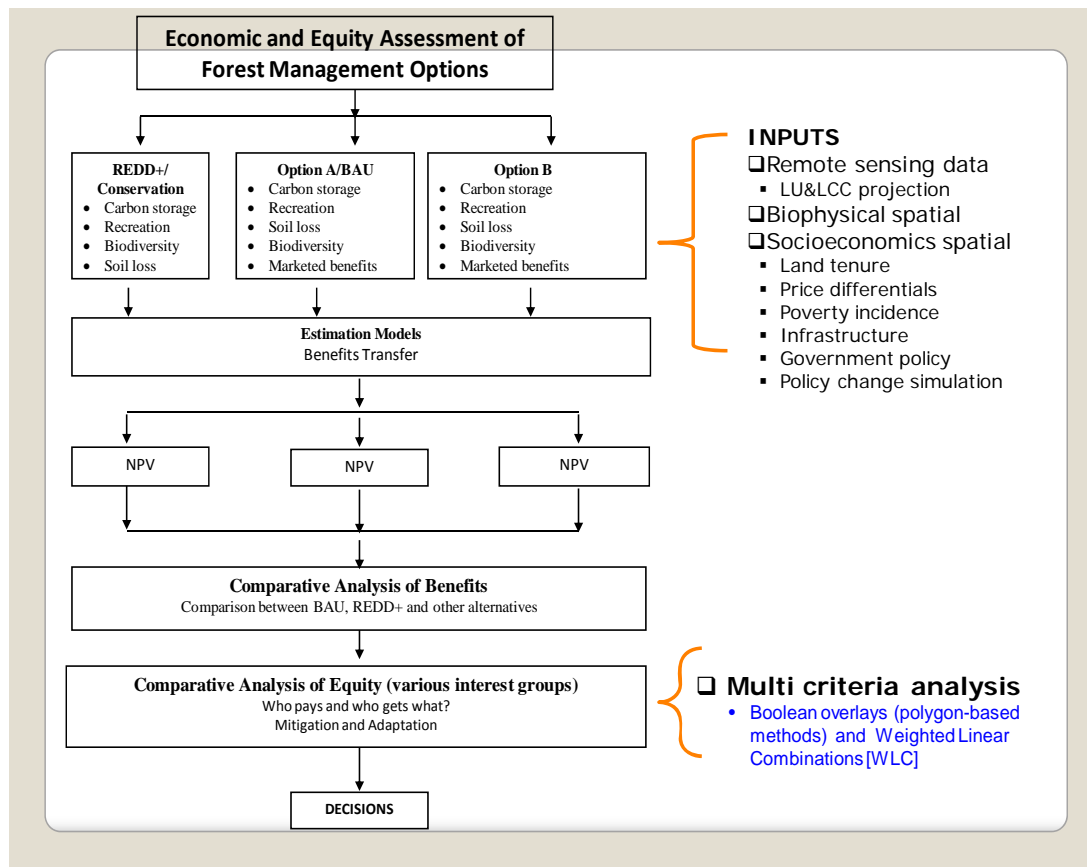 Economic and Equity Assessment of
Forest Management Options
REDD+/
Conservation
• Carbon storage
• Recreation
• Biodiversity
• Soil loss
Option A/BAU
• Carbon storage
• Recreation
• Soil loss
• Biodiversity
• Marketed benefits
Option B
• Carbon storage
• Recreation
• Soil loss
• Biodiversity
• Marketed benefits
INPUTS
❑Remote sensing data
▪ LU&LCC projection
❑Biophysical spatial
❑Socioeconomics spatial
▪ Land tenure
▪ Price differentials
▪ Poverty incidence
▪ Infrastructure
▪ Government policy
▪ Policy change simulation
Estimation Models
Benefits Transfer
NPV
NPV
NPV
Comparative Analysis of Benefits
Comparison between BAU, REDD+ and other alternatives
Comparative Analysis of Equity (various interest groups)
Who pays and who gets what?
Mitigation and Adaptation
❑ Multi criteria analysis
• Boolean overlays (polygon-based
methods) and Weighted Linear
Combinations [WLC]
DECISIONS